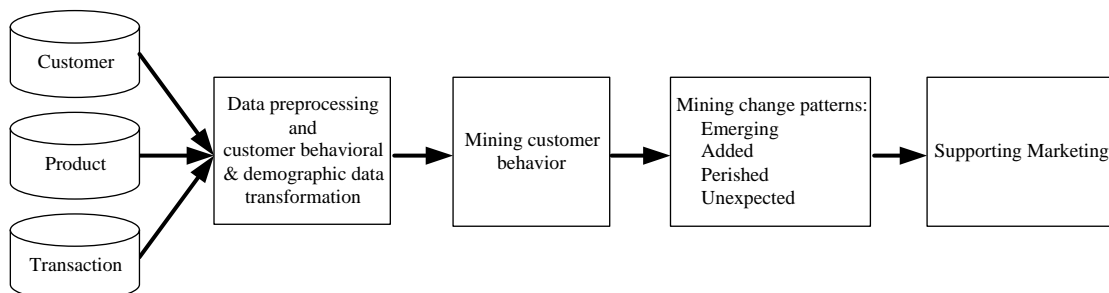 Customer
Product
Transaction
Data preprocessing
and
customer behavioral
& demographic data
transformation
Mining customer
behavior
Mining change patterns:
Emerging
Added
Perished
Unexpected
Supporting Marketing